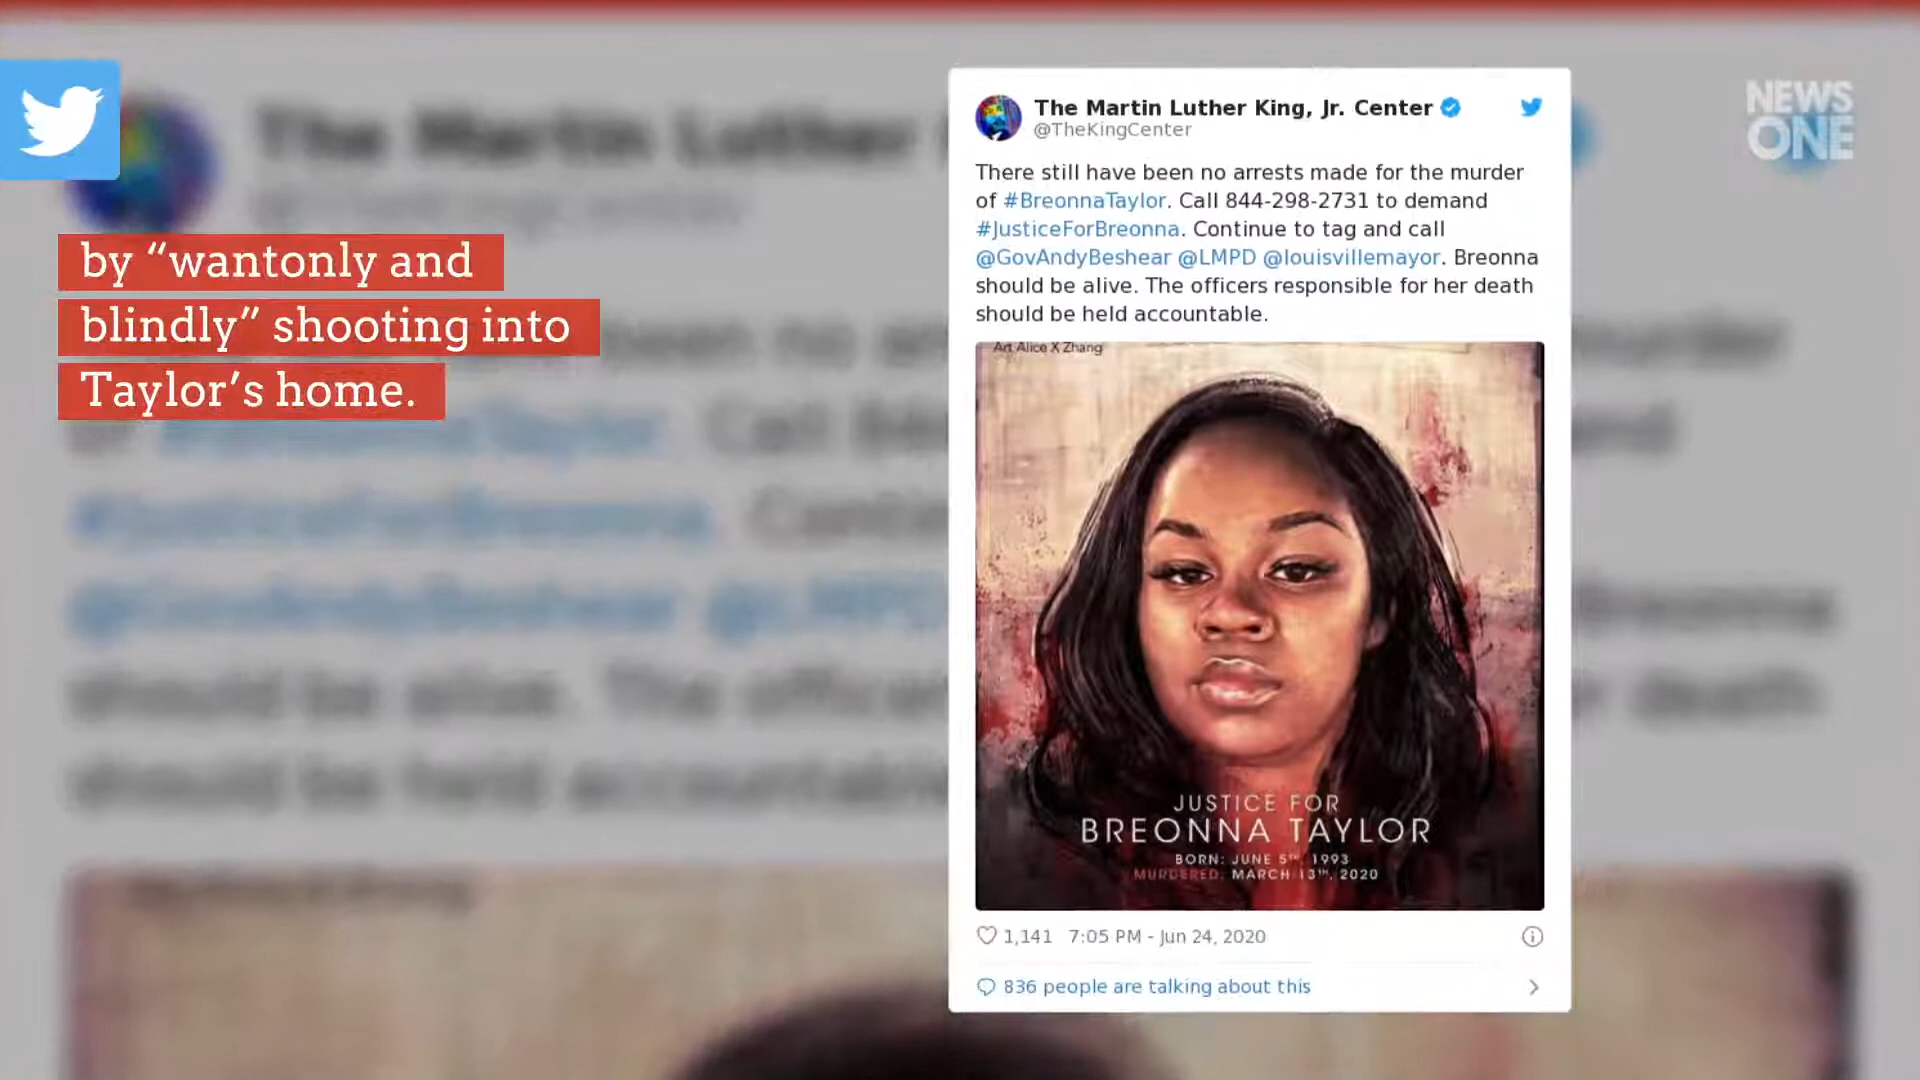 by “wantonly and
blindly” shooting into
Taylor’s home.
NEWS
ONE
The Martin Luther King, Jr. Center
@TheKingCenter
There still have been no arrests made for the murder
of #BreonnaTaylor. Call 844-298-2731 to demand
#JusticeForBreonna. Continue to tag and call
@GovAndyBeshear @LMPD @louisvillemayor. Breonna
should be alive. The officers responsible for her death
should be held accountable.
Art Alice X Zhang
JUSTICE FOR
BREONNA TAYLOR
BORN: JUNE 5TH, 1993
MURDERED: MARCH 13TH, 2020
1,141 7:05 PM - Jun 24, 2020
836 people are talking about this